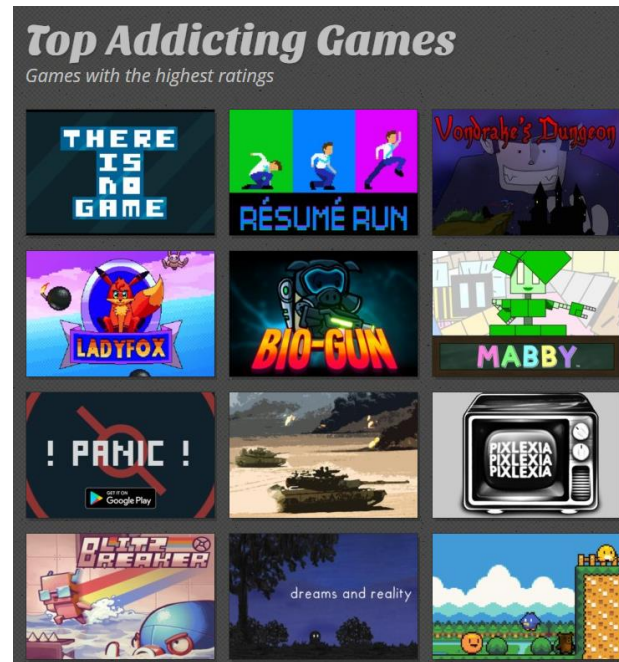 Top Addicting Games
Games with the highest ratings
THERE
IS
NO
GAME
RÉSUMÉ RUN
Vondrake's Dungeon
LADYFOX
BIO-GUN
MABBY
! PANIC !
GET IT ON
Google Play
PIXLEXIA
PIXLEXIA
PIXLEXIA
BLITZ
BREAKER
dreams and reality